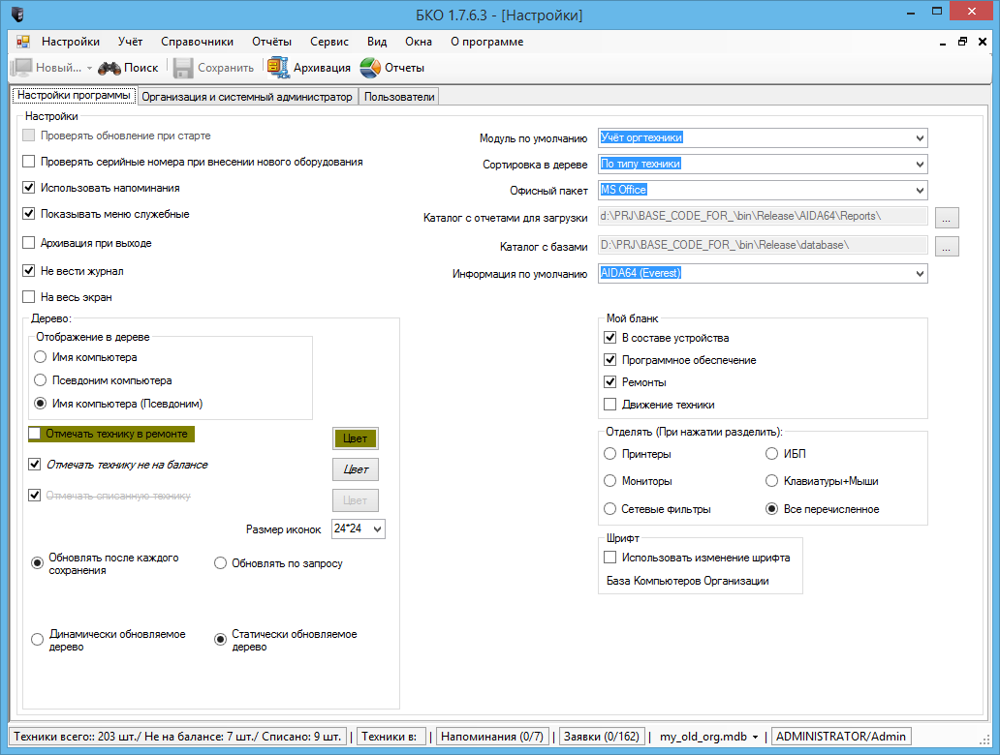 БКО 1.7.6.3 - [Настройки]
Настройки Учёт Справочники Отчёты Сервис Вид Окна О программе
Новый... Поиск Сохранить Архивация Отчеты
Настройки программы Организация и системный администратор Пользователи
Настройки
Проверять обновление при старте
Проверять серийные номера при внесении нового оборудования
Использовать напоминания
Показывать меню служебные
Архивация при выходе
Не вести журнал
На весь экран
Модуль по умолчанию Учёт оргтехники
Сортировка в дереве По типу техники
Офисный пакет MS Office
Каталог с отчетами для загрузки d:\PRJ\BASE_CODE_FOR_\bin\Release\AIDA64\Reports\ ...
Каталог с базами D:\PRJ\BASE_CODE_FOR_\bin\Release\database\ ...
Информация по умолчанию AIDA64 (Everest)
Дерево:
Отображение в дереве
Имя компьютера
Псевдоним компьютера
Имя компьютера (Псевдоним)
Отмечать технику в ремонте Цвет
Отмечать технику не на балансе Цвет
Отмечать списанную технику Цвет
Размер иконок 24*24
Обновлять после каждого
сохранения
Обновлять по запросу
Динамически обновляемое
дерево
Статически обновляемое
дерево
Мой бланк
В составе устройства
Программное обеспечение
Ремонты
Движение техники
Отделять (При нажатии разделить):
Принтеры ИБП
Мониторы Клавиатуры+Мыши
Сетевые фильтры Все перечисленное
Шрифт
Использовать изменение шрифта
База Компьютеров Организации
Техники всего:: 203 шт./ Не на балансе: 7 шт./ Списано: 9 шт. | Техники в: | Напоминания (0/7) | Заявки (0/162) | my_old_org.mdb | ADMINISTRATOR/Admin